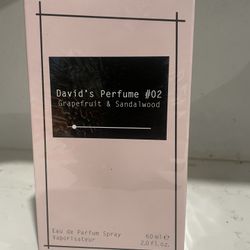 David's Perfume #02
Grapefruit & Sandalwood
Eau de Parfum Spray
Vaporisateur
60 ml ℮
2.0 fl. oz.